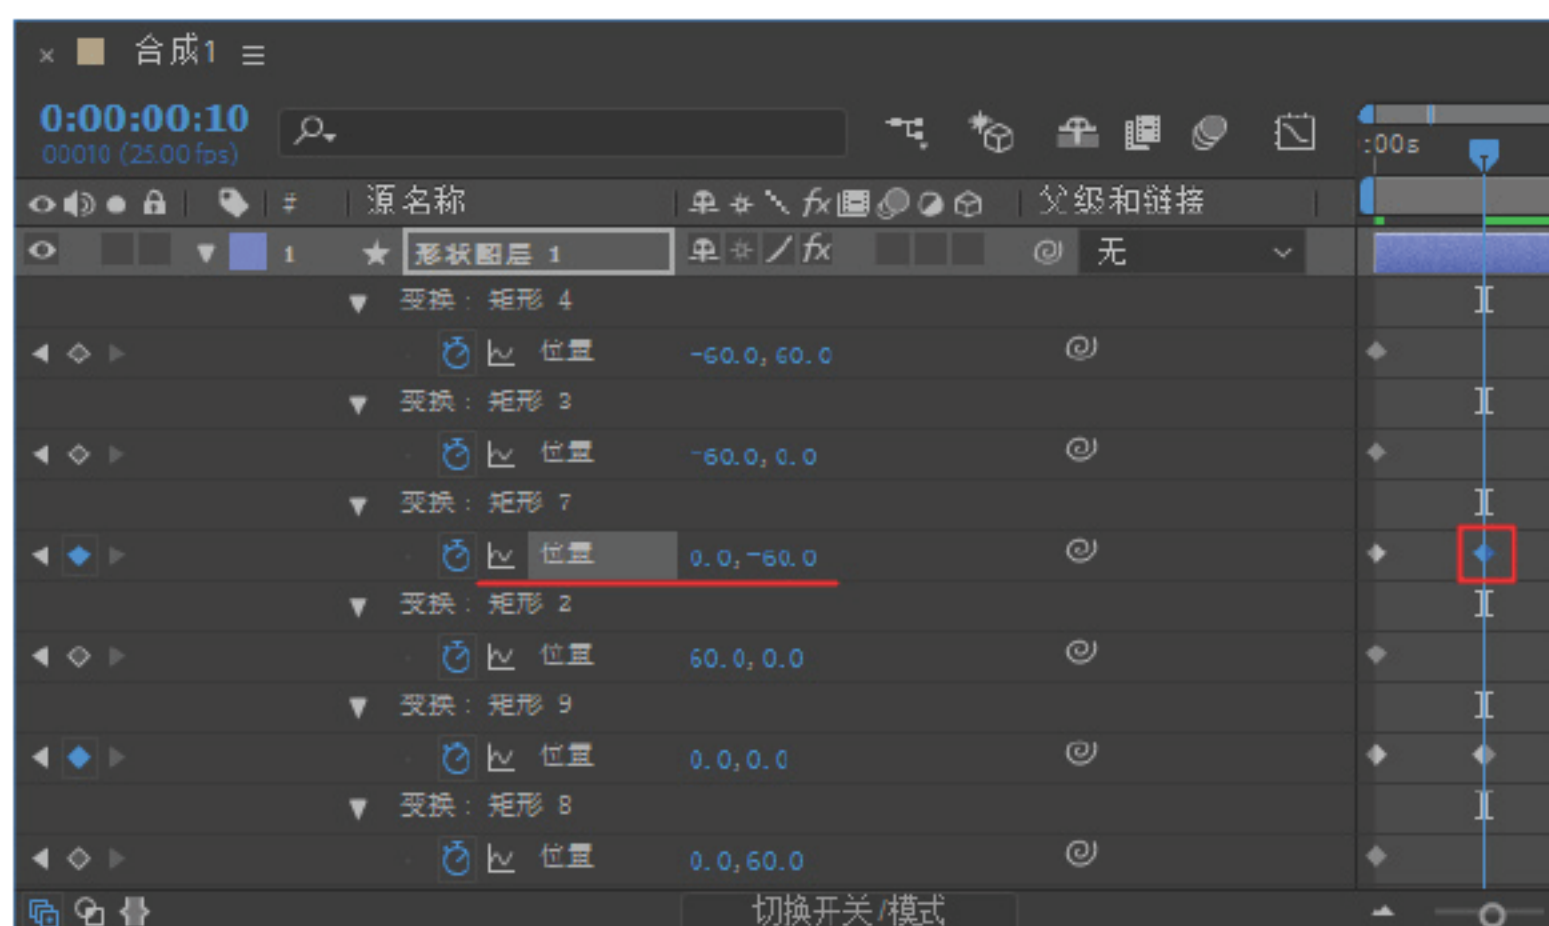 合成1
0:00:00:10
00010 (25.00 fps)
:00s
# 源名称 fx 父级和链接
1 形状图层 1 fx 无
变换: 矩形 4
位置 -60.0, 60.0
变换: 矩形 3
位置 -60.0, 0.0
变换: 矩形 7
位置 0.0, -60.0
变换: 矩形 2
位置 60.0, 0.0
变换: 矩形 9
位置 0.0, 0.0
变换: 矩形 8
位置 0.0, 60.0
切换开关/模式